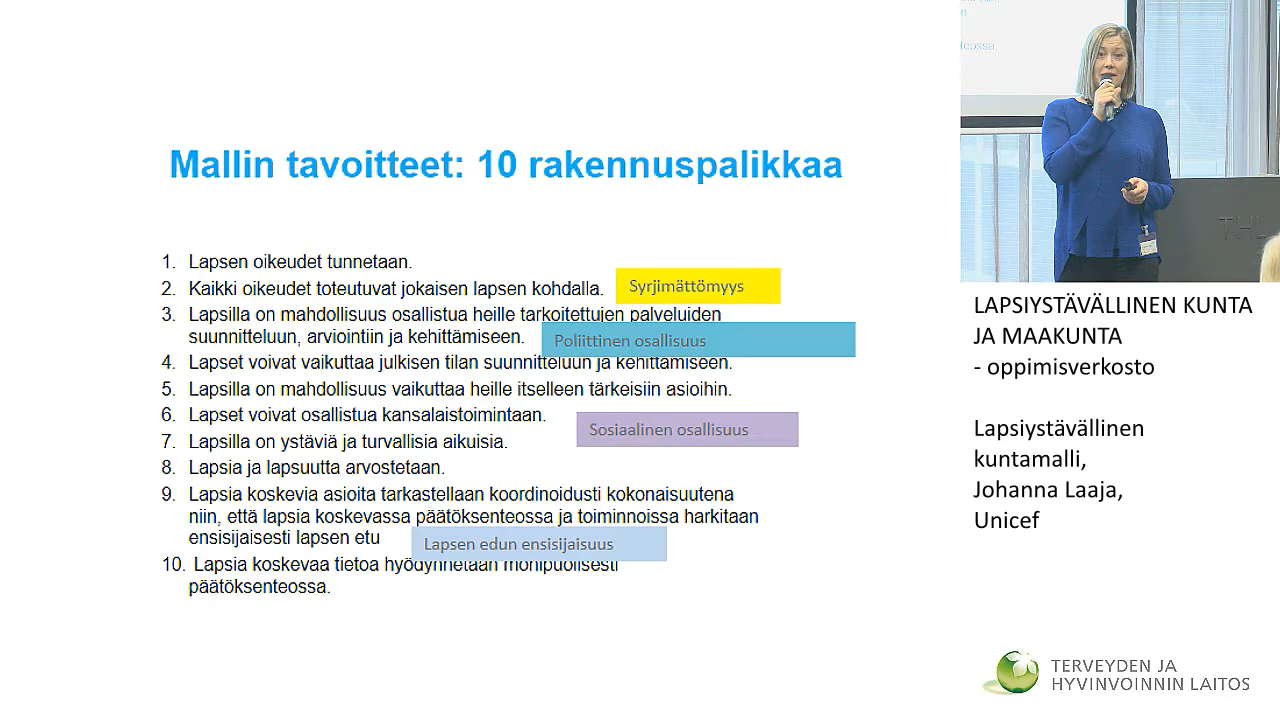 Mallin tavoitteet: 10 rakennuspalikkaa
1. Lapsen oikeudet tunnetaan.
2. Kaikki oikeudet toteutuvat jokaisen lapsen kohdalla.
Syrjimättömyys
3. Lapsilla on mahdollisuus osallistua heille tarkoitettujen palveluiden
suunnitteluun, arviointiin ja kehittämiseen.
Poliittinen osallisuus
4. Lapset voivat vaikuttaa julkisen tilan suunnitteluun ja kehittämiseen.
5. Lapsilla on mahdollisuus vaikuttaa heille itselleen tärkeisiin asioihin.
6. Lapset voivat osallistua kansalaistoimintaan.
Sosiaalinen osallisuus
7. Lapsilla on ystäviä ja turvallisia aikuisia.
8. Lapsia ja lapsuutta arvostetaan.
9. Lapsia koskevia asioita tarkastellaan koordinoidusti kokonaisuutena
niin, että lapsia koskevassa päätöksenteossa ja toiminnoissa harkitaan
ensisijaisesti lapsen etu
Lapsen edun ensisijaisuus
10. Lapsia koskevaa tietoa hyödynnetään monipuolisesti
päätöksenteossa.
THL
LAPSIYSTÄVÄLLINEN KUNTA
JA MAAKUNTA
- oppimisverkosto
Lapsiystävällinen
kuntamalli,
Johanna Laaja,
Unicef
TERVEYDEN JA
HYVINVOINNIN LAITOS